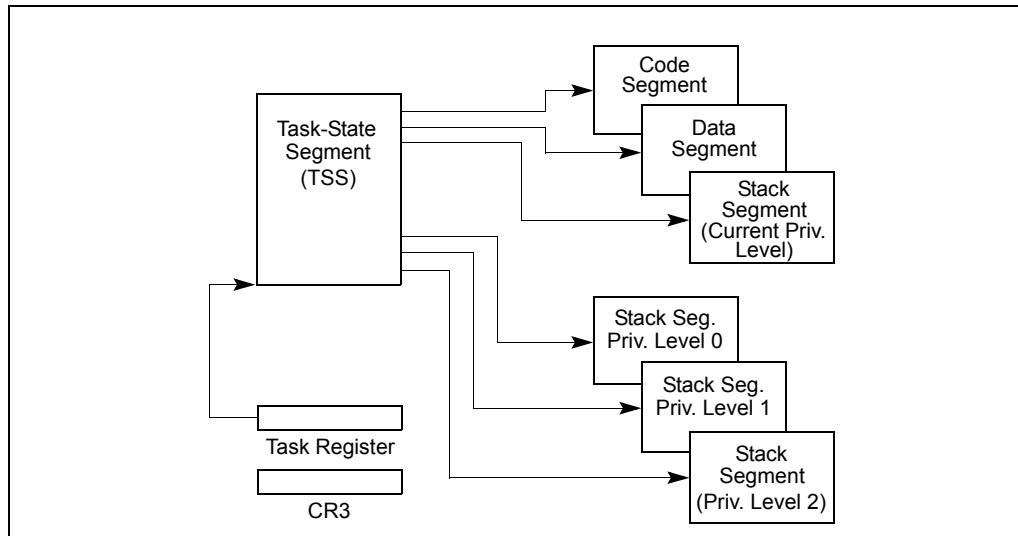 Task-State
Segment
(TSS)
Code
Segment
Data
Segment
Stack
Segment
(Current Priv.
Level)
Stack Seg.
Priv. Level 0
Stack Seg.
Priv. Level 1
Stack
Segment
(Priv. Level 2)
Task Register
CR3